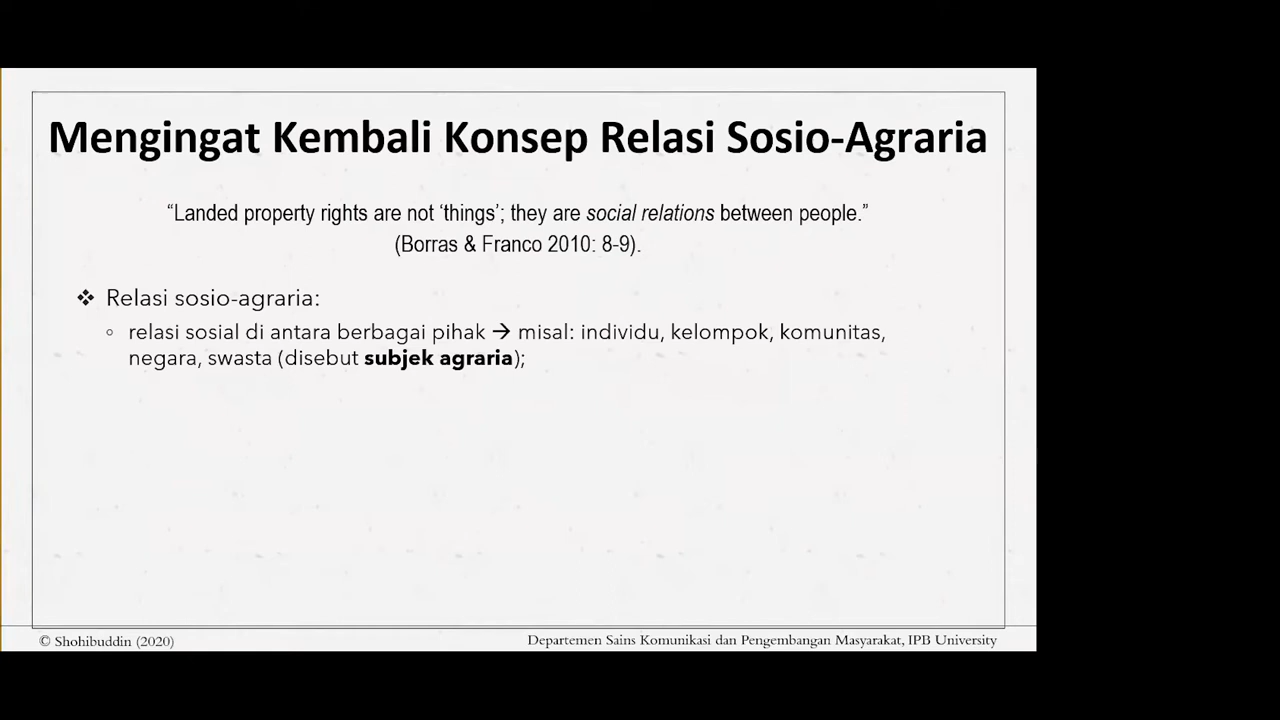 Mengingat Kembali Konsep Relasi Sosio-Agraria
“Landed property rights are not ‘things’; they are social relations between people.”
(Borras & Franco 2010: 8-9).
❖ Relasi sosio-agraria:
◦ relasi sosial di antara berbagai pihak → misal: individu, kelompok, komunitas,
negara, swasta (disebut subjek agraria);
© Shohibuddin (2020)
Departemen Sains Komunikasi dan Pengembangan Masyarakat, IPB University